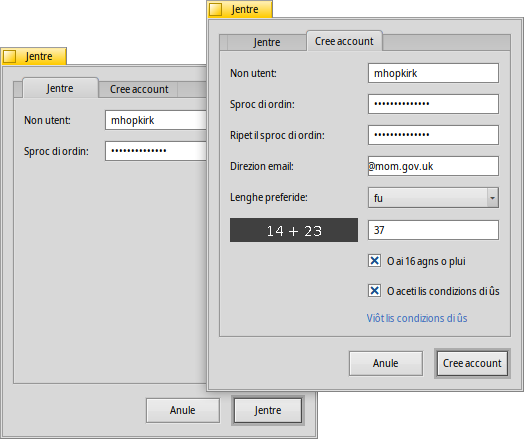 Jentre
Jentre
Cree account
Non utent:
mhopkirk
Sproc di ordin:
••••••••••••••
Anule
Jentre
Jentre
Jentre
Cree account
Non utent:
mhopkirk
Sproc di ordin:
••••••••••••••
Ripet il sproc di ordin:
••••••••••••••
Direzion email:
@mom.gov.uk
Lenghe preferide:
fu
14 + 23
37
O ai 16 agns o plui
O aceti lis condizions di ûs
Viôt lis condizions di ûs
Anule
Cree account